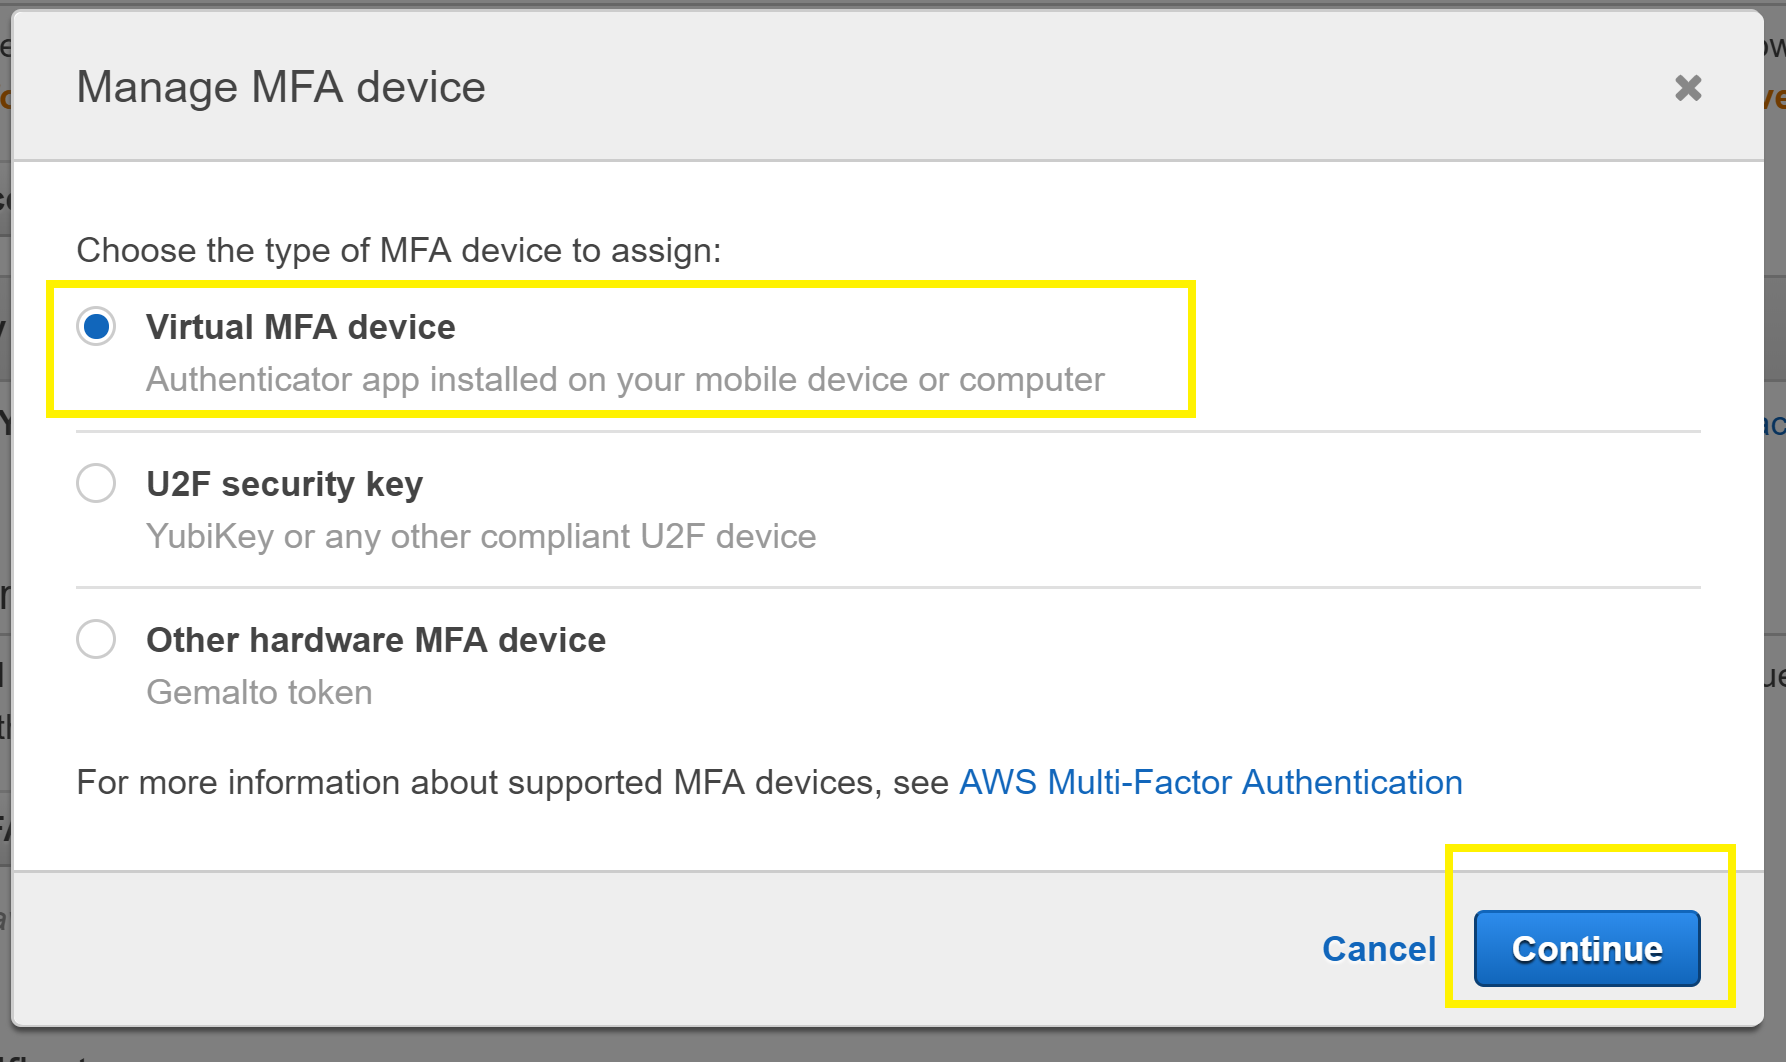 Manage MFA device
Choose the type of MFA device to assign:
Virtual MFA device
Authenticator app installed on your mobile device or computer
U2F security key
YubiKey or any other compliant U2F device
Other hardware MFA device
Gemalto token
For more information about supported MFA devices, see AWS Multi-Factor Authentication
Cancel
Continue